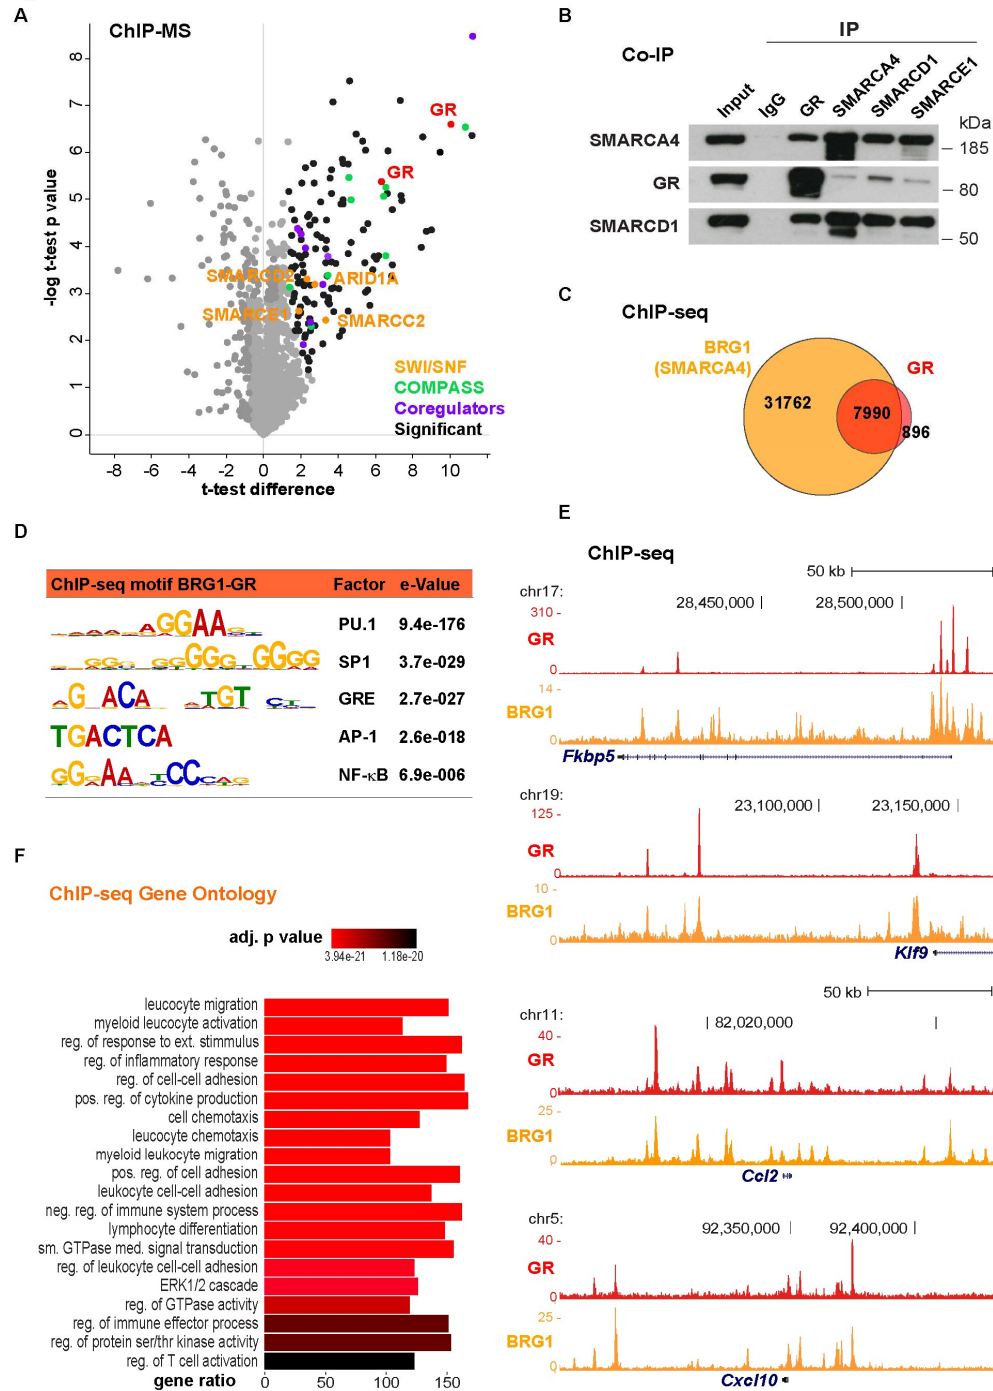 A
ChIP-MS
-log t-test p value
8
7
6
5
4
3
2
1
0
GR
GR
SMARCD2
ARID1A
SMARCE1
SMARCC2
SWI/SNF
COMPASS
Coregulators
Significant
-8 -6 -4 -2 0 2 4 6 8 10
t-test difference
B
Co-IP
IP
Input IgG GR SMARCA4 SMARCD1 SMARCE1
kDa
SMARCA4
185
GR
80
SMARCD1
50
C
ChIP-seq
BRG1
(SMARCA4)
GR
31762
7990
896
D
ChIP-seq motif BRG1-GR Factor e-Value
GGAA PU.1 9.4e-176
SP1 3.7e-029
GRE 2.7e-027
TGACTCA AP-1 2.6e-018
NF-κB 6.9e-006
E
ChIP-seq
50 kb
chr17:
28,450,000 28,500,000
310 -
GR
0
14 -
BRG1
0
Fkbp5
chr19:
23,100,000 23,150,000
125 -
GR
0
10 -
BRG1
0
Klf9
50 kb
chr11:
82,020,000
40 -
GR
0
25 -
BRG1
0
Ccl2
chr5:
92,350,000 92,400,000
40 -
GR
0
25 -
BRG1
0
Cxcl10
F
ChIP-seq Gene Ontology
adj. p value
3.94e-21 1.18e-20
leucocyte migration
myeloid leucocyte activation
reg. of response to ext. stimulus
reg. of inflammatory response
reg. of cell-cell adhesion
pos. reg. of cytokine production
cell chemotaxis
leucocyte chemotaxis
myeloid leukocyte migration
pos. reg. of cell adhesion
leukocyte cell-cell adhesion
neg. reg. of immune system process
lymphocyte differentiation
sm. GTPase med. signal transduction
reg. of leukocyte cell-cell adhesion
ERK1/2 cascade
reg. of GTPase activity
reg. of immune effector process
reg. of protein ser/thr kinase activity
reg. of T cell activation
gene ratio
0 50 100 150